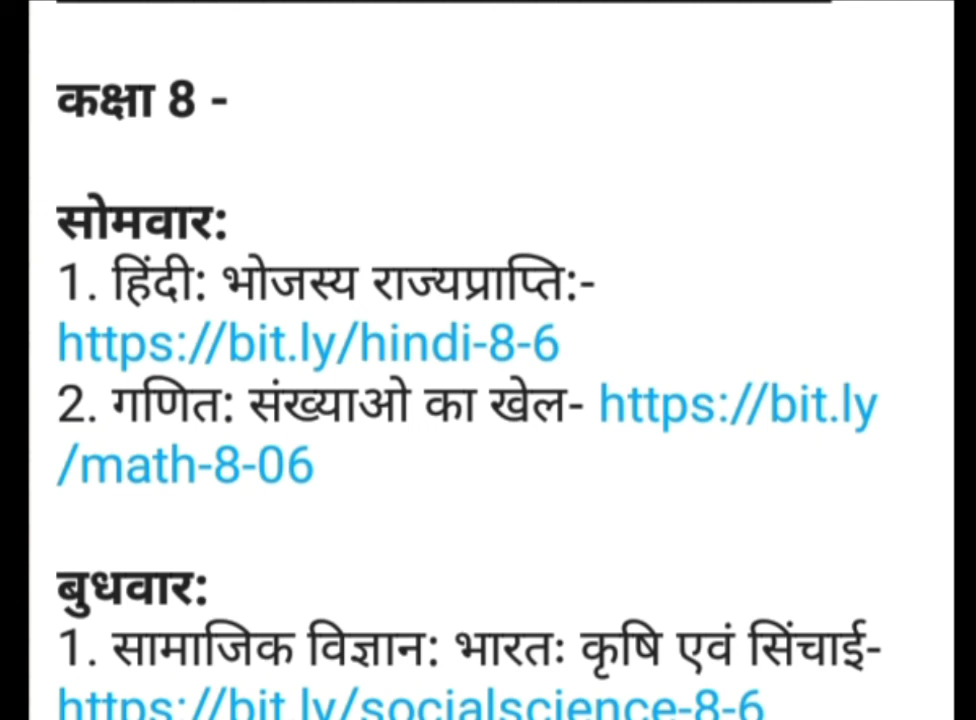 कक्षा 8 -
सोमवार:
1. हिंदी: भोजस्य राज्यप्राप्ति:-
https://bit.ly/hindi-8-6
2. गणित: संख्याओ का खेल- https://bit.ly
/math-8-06
बुधवार:
1. सामाजिक विज्ञान: भारतः कृषि एवं सिंचाई-
https://bit.ly/socialscience-8-6